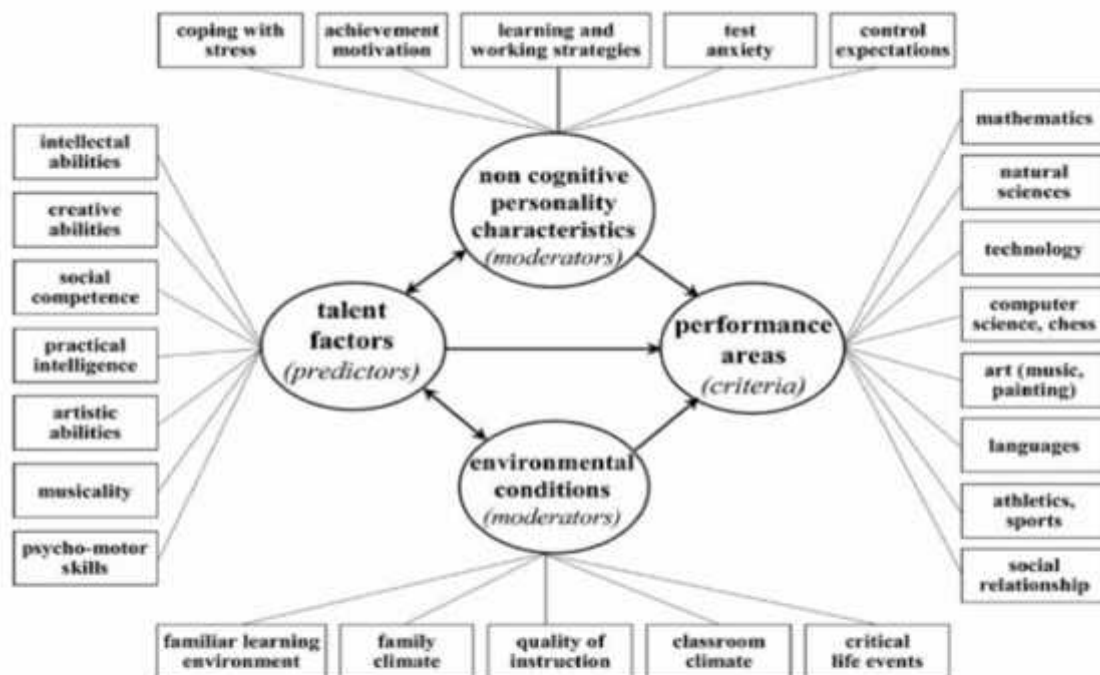 coping with
stress
achievement
motivation
learning and
working strategies
test
anxiety
control
expectations
intellectal
abilities
creative
abilities
social
competence
practical
intelligence
artistic
abilities
musicality
psycho-motor
skills
non cognitive
personality
characteristics
(moderators)
talent
factors
(predictors)
performance
areas
(criteria)
environmental
conditions
(moderators)
mathematics
natural
sciences
technology
computer
science, chess
art (music,
painting)
languages
athletics,
sports
social
relationship
familiar learning
environment
family
climate
quality of
instruction
classroom
climate
critical
life events